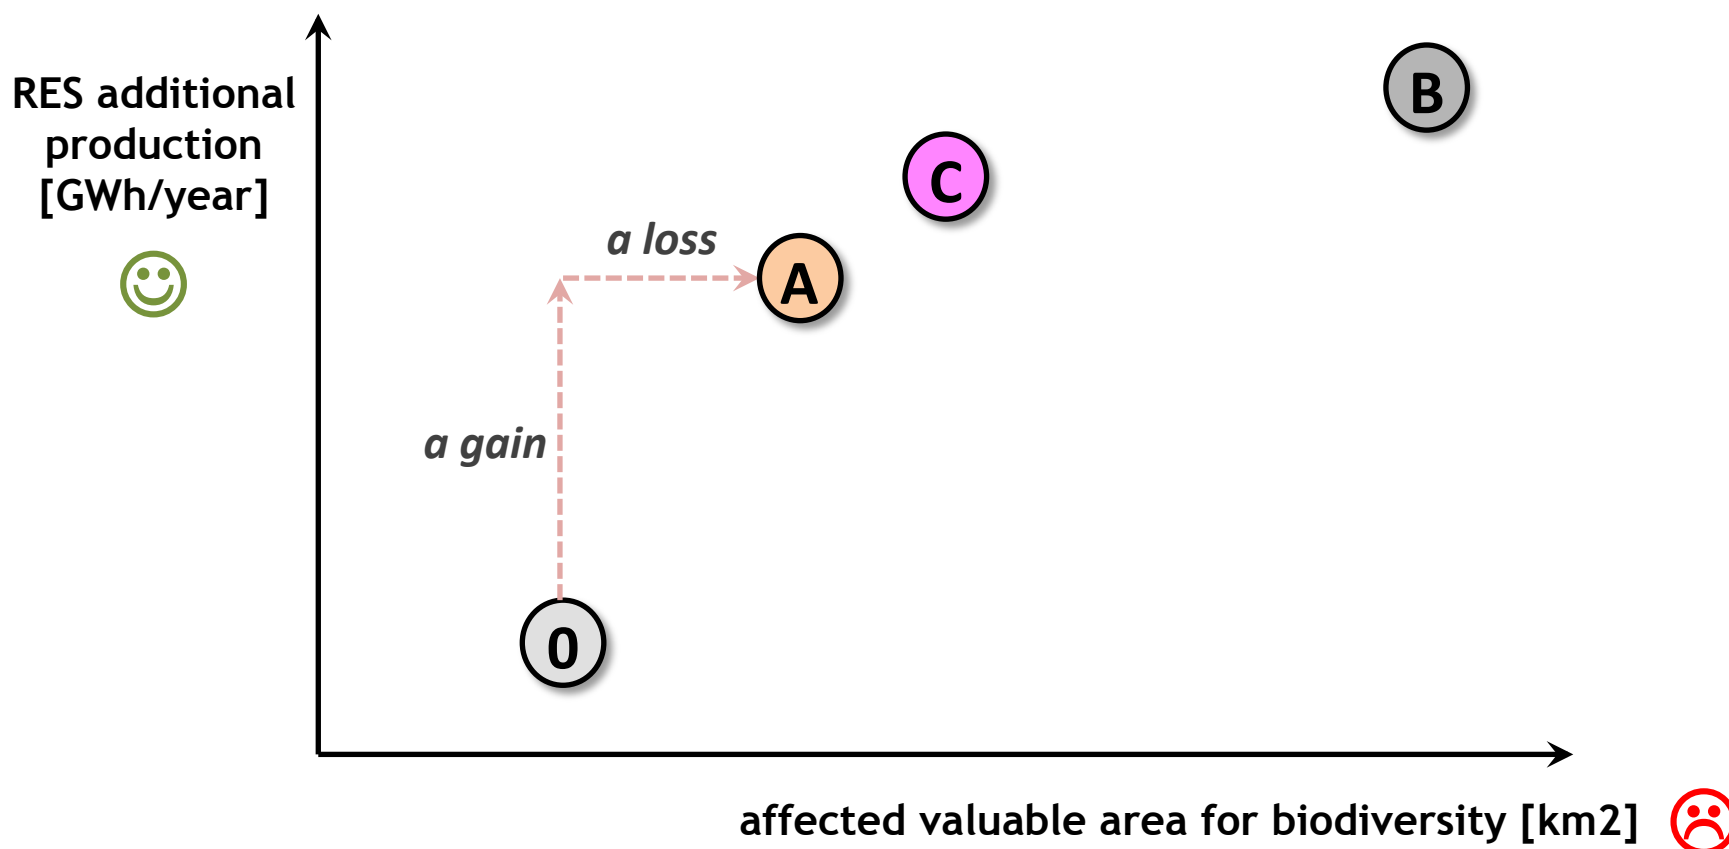 RES additional
production
[GWh/year]
B
C
a loss
A
a gain
0
affected valuable area for biodiversity [km2]